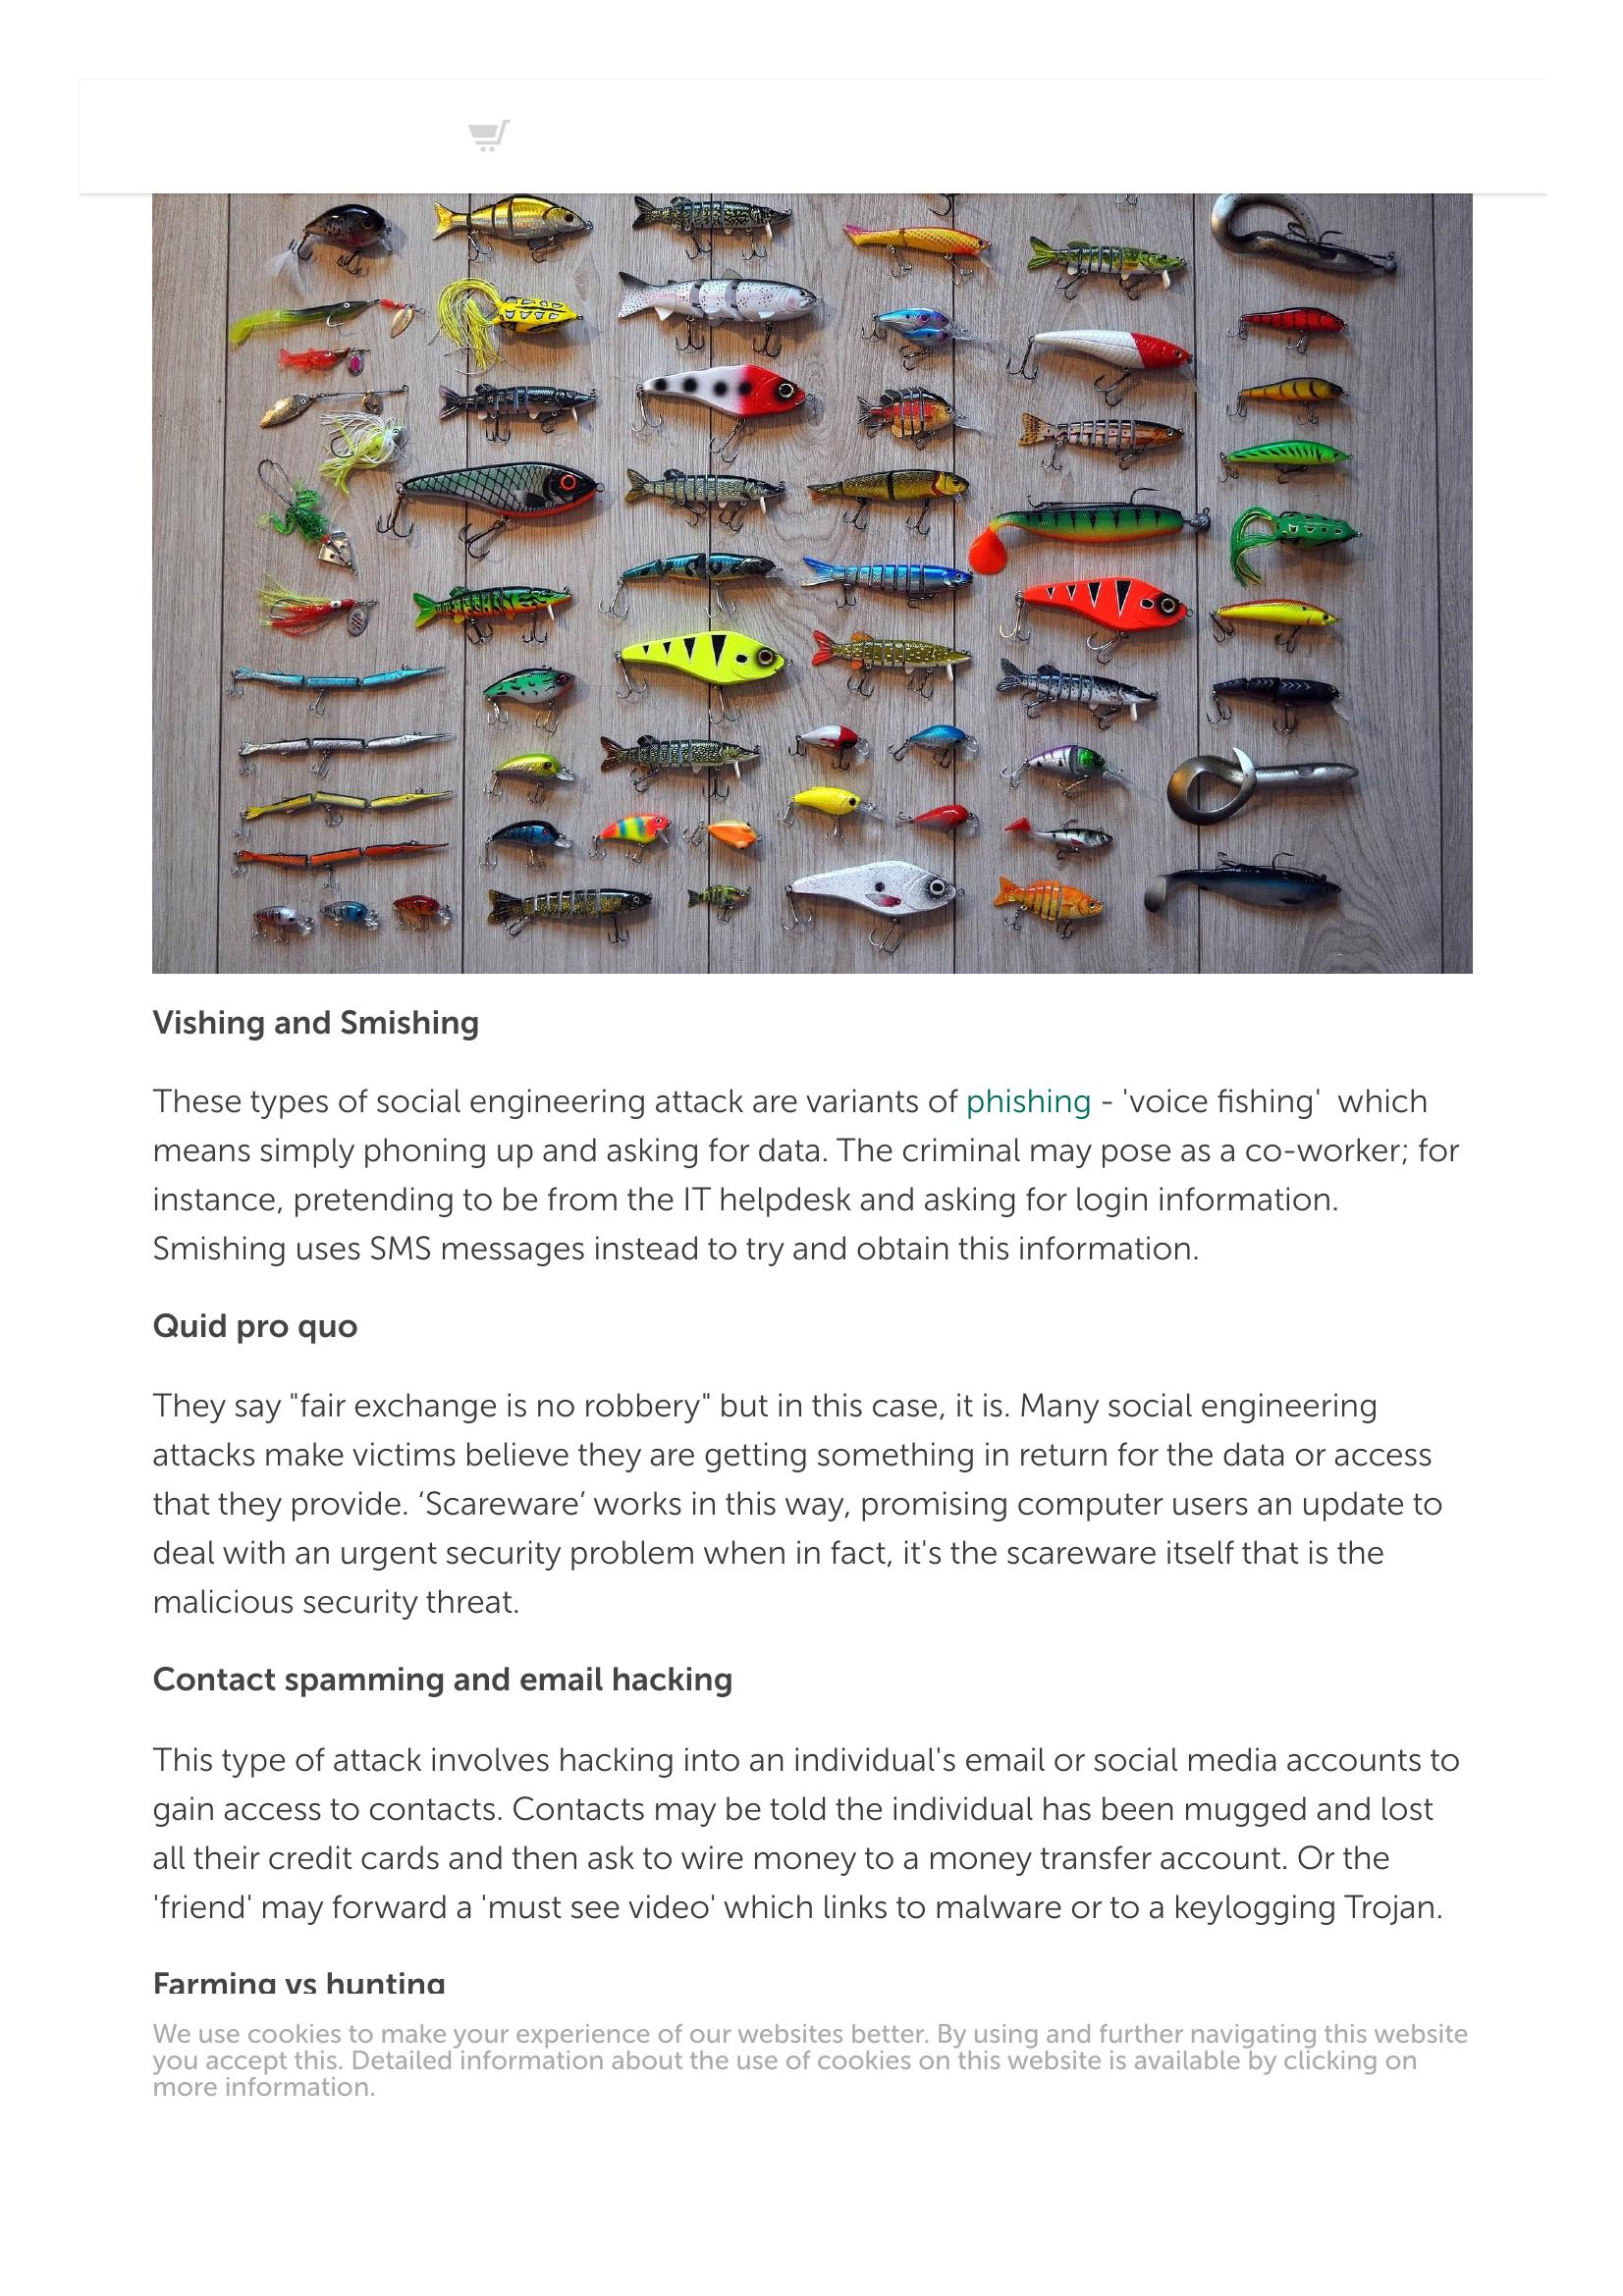 Vishing and Smishing
These types of social engineering attack are variants of phishing - 'voice fishing'  which
means simply phoning up and asking for data. The criminal may pose as a co-worker; for
instance, pretending to be from the IT helpdesk and asking for login information.
Smishing uses SMS messages instead to try and obtain this information.
Quid pro quo
They say "fair exchange is no robbery" but in this case, it is. Many social engineering
attacks make victims believe they are getting something in return for the data or access
that they provide. ‘Scareware’ works in this way, promising computer users an update to
deal with an urgent security problem when in fact, it's the scareware itself that is the
malicious security threat.
Contact spamming and email hacking
This type of attack involves hacking into an individual's email or social media accounts to
gain access to contacts. Contacts may be told the individual has been mugged and lost
all their credit cards and then ask to wire money to a money transfer account. Or the
'friend' may forward a 'must see video' which links to malware or to a keylogging Trojan.
Farming vs hunting
We use cookies to make your experience of our websites better. By using and further navigating this website
you accept this. Detailed information about the use of cookies on this website is available by clicking on
more information.